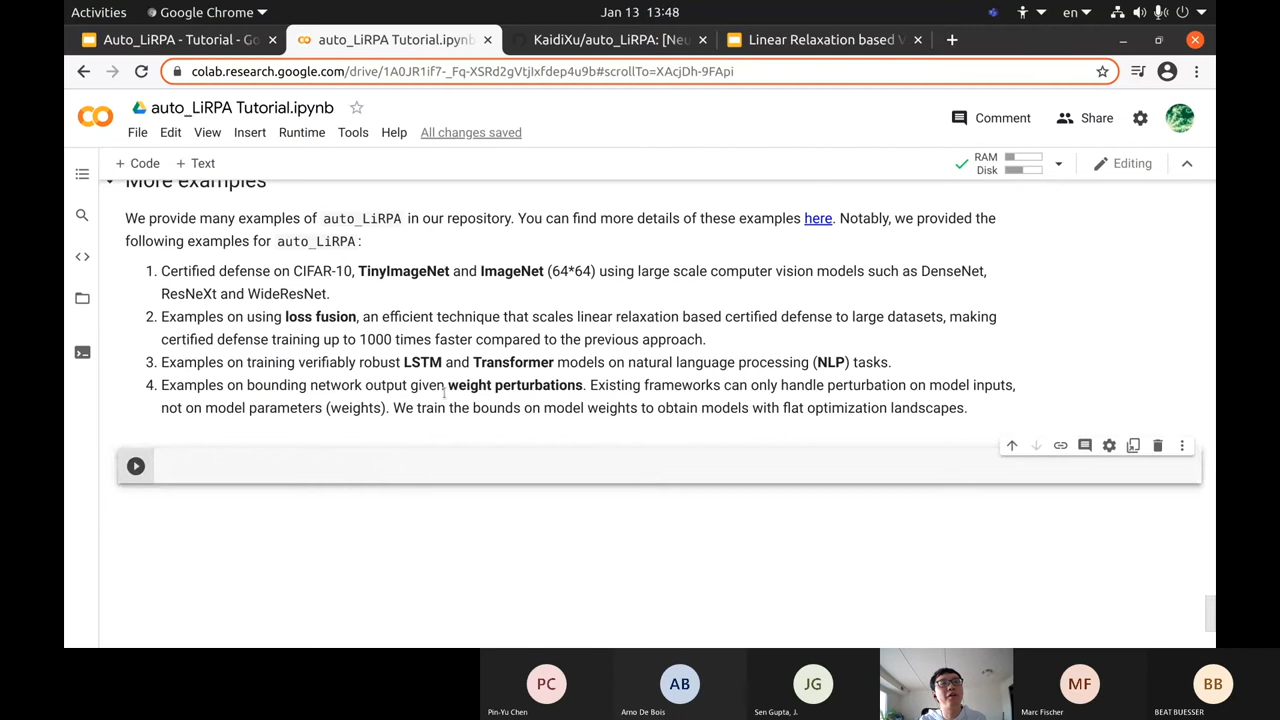 Activities
Google Chrome
Jan 13 13:48
en
Auto_LiRPA - Tutorial - Go
auto_LiRPA Tutorial.ipynb
KaidiXu/auto_LiRPA: [Neu
Linear Relaxation based V
colab.research.google.com/drive/1A0JR1if7-_Fq-XSRd2gVtjIxfdep4u9b#scrollTo=XAcjDh-9FApi
auto_LiRPA Tutorial.ipynb
Comment
Share
File Edit View Insert Runtime Tools Help All changes saved
+ Code + Text
RAM
Disk
Editing
More examples
We provide many examples of auto_LiRPA in our repository. You can find more details of these examples here. Notably, we provided the
following examples for auto_LiRPA:
1. Certified defense on CIFAR-10, TinyImageNet and ImageNet (64*64) using large scale computer vision models such as DenseNet,
ResNeXt and WideResNet.
2. Examples on using loss fusion, an efficient technique that scales linear relaxation based certified defense to large datasets, making
certified defense training up to 1000 times faster compared to the previous approach.
3. Examples on training verifiably robust LSTM and Transformer models on natural language processing (NLP) tasks.
4. Examples on bounding network output given weight perturbations. Existing frameworks can only handle perturbation on model inputs,
not on model parameters (weights). We train the bounds on model weights to obtain models with flat optimization landscapes.
PC
AB
JG
MF
BB
Pin-Yu Chen
Arno De Bois
Sen Gupta, J.
Marc Fischer
BEAT BUESSER